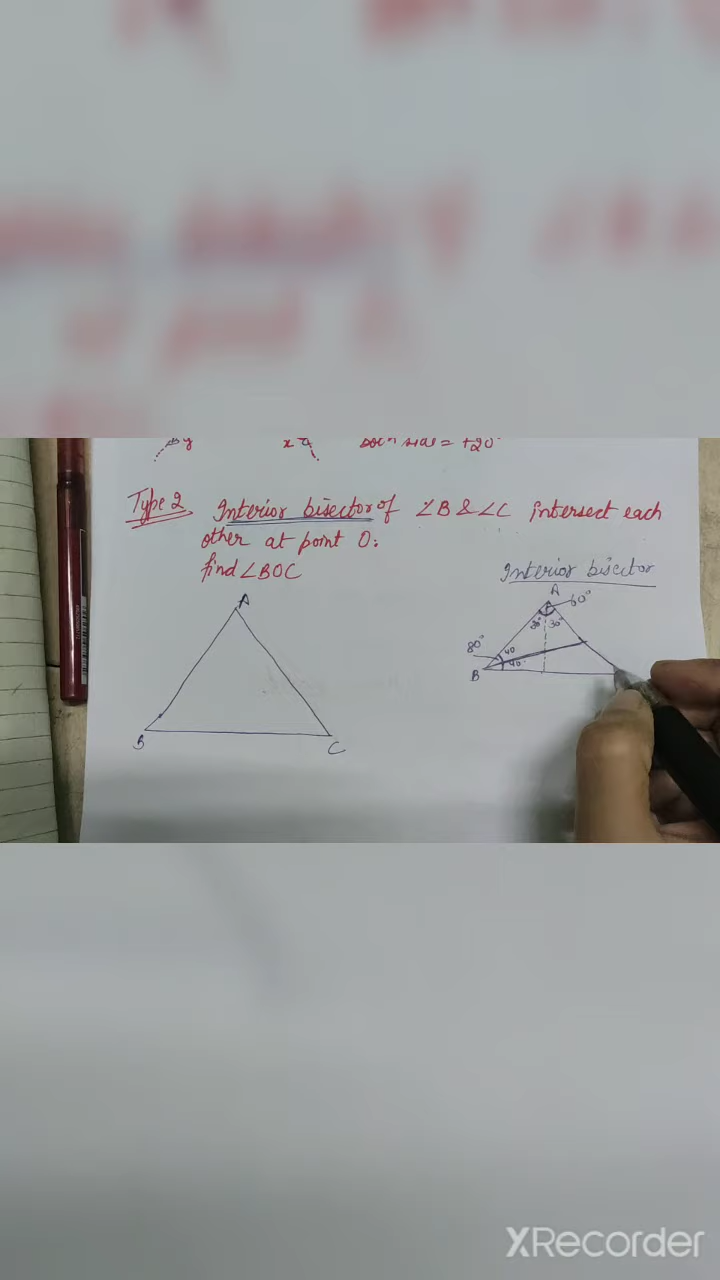 Type 2 Interior bisector of ∠B & ∠C intersect each
other at point O.
find ∠BOC
Interior bisector
A
B
C
A
60°
30° 30°
80°
40
40°
B
XRecorder